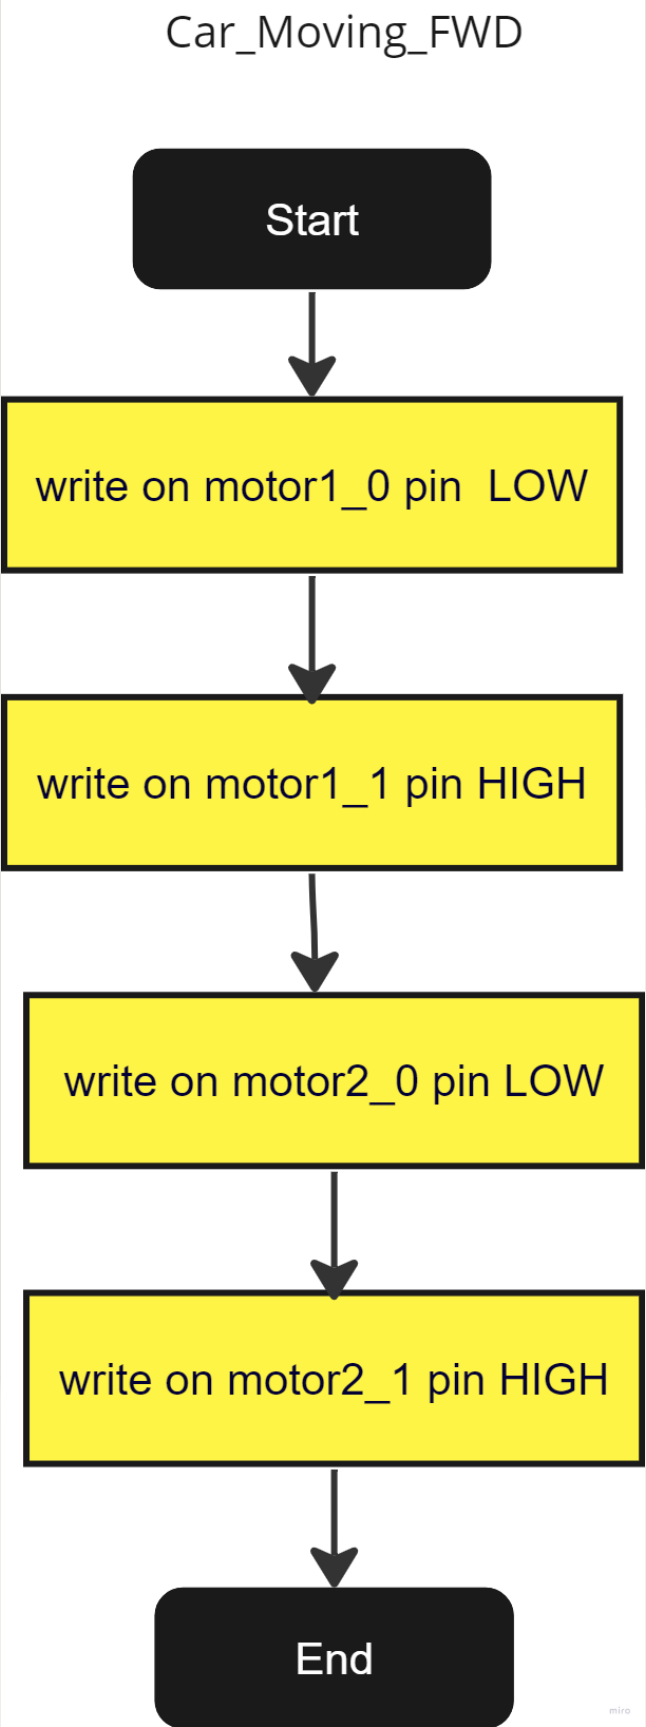 Car_Moving_FWD
Start
write on motor1_0 pin  LOW
write on motor1_1 pin HIGH
write on motor2_0 pin LOW
write on motor2_1 pin HIGH
End
miro